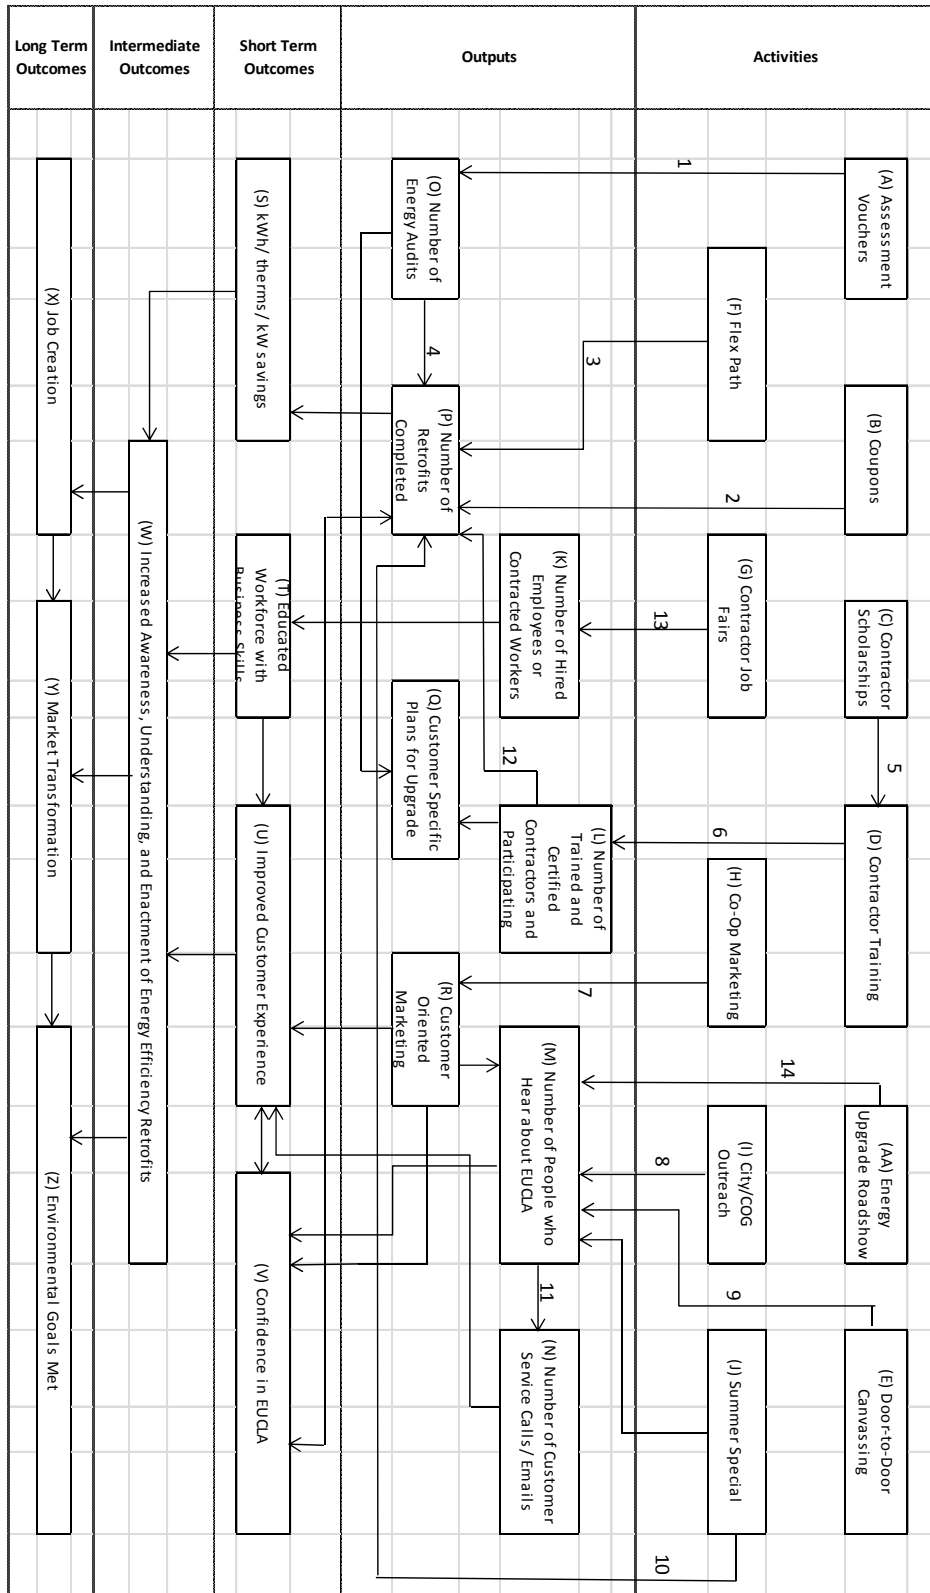 Long Term
Outcomes
Intermediate
Outcomes
Short Term
Outcomes
Outputs
Activities
(A) Assessment
Vouchers
(B) Coupons
(C) Contractor
Scholarships
5
(D) Contractor Training
(AA) Energy
Upgrade Roadshow
(E) Door-to-Door
Canvassing
(F) Flex Path
(G) Contractor Job
Fairs
(H) Co-Op Marketing
(I) City/COG
Outreach
(J) Summer Special
1
2
3
13
6
7
14
8
9
10
(K) Number of Hired
Employees or
Contracted Workers
(L) Number of
Trained and
Certified
Contractors and
Participating
(M) Number of People who
Hear about EUCLA
11
(N) Number of Customer
Service Calls / Emails
12
(O) Number of
Energy Audits
4
(P) Number of
Retrofits
Completed
(Q) Customer Specific
Plans for Upgrade
(R) Customer
Oriented
Marketing
(S) kWh/ therms / kW savings
(T) Educated
Workforce with
Business Skills
(U) Improved Customer Experience
(V) Confidence in EUCLA
(W) Increased Awareness, Understanding, and Enactment of Energy Efficiency Retrofits
(X) Job Creation
(Y) Market Transformation
(Z) Environmental Goals Met